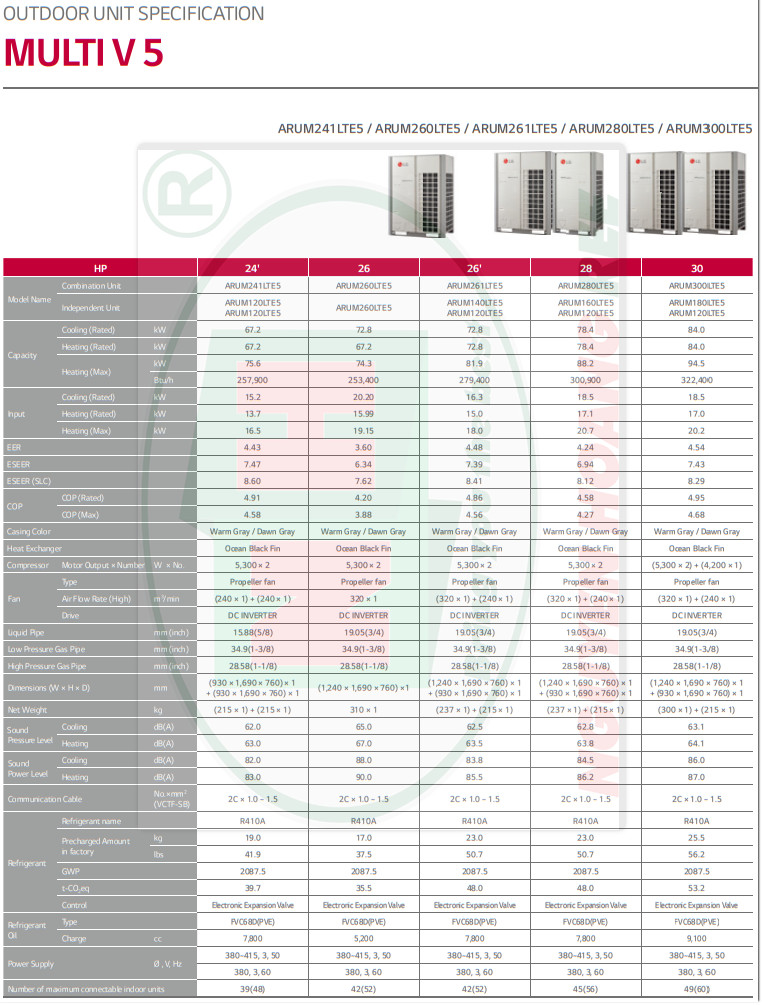 OUTDOOR UNIT SPECIFICATION
MULTI V 5
ARUM241LTE5 / ARUM260LTE5 / ARUM261LTE5 / ARUM280LTE5 / ARUM300LTE5
LG LG LG
®
HP 24' 26 26' 28 30
Model Name Combination Unit ARUM241LTE5 ARUM260LTE5 ARUM261LTE5 ARUM280LTE5 ARUM300LTE5
Independent Unit ARUM120LTE5 ARUM260LTE5 ARUM140LTE5 ARUM160LTE5 ARUM180LTE5
ARUM120LTE5 ARUM120LTE5 ARUM120LTE5 ARUM120LTE5
Capacity Cooling (Rated) kW 67.2 72.8 72.8 78.4 84.0
Heating (Rated) kW 67.2 67.2 72.8 78.4 84.0
Heating (Max) kW 75.6 74.3 81.9 88.2 94.5
Btu/h 257,900 253,400 279,400 300,900 322,400
Input Cooling (Rated) kW 15.2 20.20 16.3 18.5 18.5
Heating (Rated) kW 13.7 15.99 15.0 17.1 17.0
Heating (Max) kW 16.5 19.15 18.0 20.7 20.2
EER 4.43 3.60 4.48 4.24 4.54
ESEER 7.47 6.34 7.39 6.94 7.43
ESEER (SLC) 8.60 7.62 8.41 8.12 8.29
COP COP (Rated) 4.91 4.20 4.86 4.58 4.95
COP (Max) 4.58 3.88 4.56 4.27 4.68
Casing Color Warm Gray / Dawn Gray Warm Gray / Dawn Gray Warm Gray / Dawn Gray Warm Gray / Dawn Gray Warm Gray / Dawn Gray
Heat Exchanger Ocean Black Fin Ocean Black Fin Ocean Black Fin Ocean Black Fin Ocean Black Fin
Compressor Motor Output × Number W × No. 5,300 × 2 5,300 × 2 5,300 × 2 5,300 × 2 (5,300 × 2) + (4,200 × 1)
Fan Type Propeller fan Propeller fan Propeller fan Propeller fan Propeller fan
Air Flow Rate (High) m³/min (240 × 1) + (240 × 1) 320 × 1 (320 × 1) + (240 × 1) (320 × 1) + (240 × 1) (320 × 1) + (240 × 1)
Drive DC INVERTER DC INVERTER DC INVERTER DC INVERTER DC INVERTER
Liquid Pipe mm (inch) 15.88(5/8) 19.05(3/4) 19.05(3/4) 19.05(3/4) 19.05(3/4)
Low Pressure Gas Pipe mm (inch) 34.9(1-3/8) 34.9(1-3/8) 34.9(1-3/8) 34.9(1-3/8) 34.9(1-3/8)
High Pressure Gas Pipe mm (inch) 28.58(1-1/8) 28.58(1-1/8) 28.58(1-1/8) 28.58(1-1/8) 28.58(1-1/8)
Dimensions (W × H × D) mm (930 × 1,690 × 760) × 1 (1,240 × 1,690 × 760) ×1 (1,240 × 1,690 × 760) × 1 (1,240 × 1,690 × 760) × 1 (1,240 × 1,690 × 760) × 1
+ (930 × 1,690 × 760) × 1 + (930 × 1,690 × 760) × 1 + (930 × 1,690 × 760) × 1 + (930 × 1,690 × 760) × 1
Net Weight kg (215 × 1) + (215 × 1) 310 × 1 (237 × 1) + (215 × 1) (237 × 1) + (215 × 1) (300 × 1) + (215 × 1)
Sound Pressure Level Cooling dB(A) 62.0 65.0 62.5 62.8 63.1
Heating dB(A) 63.0 67.0 63.5 63.8 64.1
Sound Power Level Cooling dB(A) 82.0 88.0 83.8 84.5 86.0
Heating dB(A) 83.0 90.0 85.5 86.2 87.0
Communication Cable No.×mm² (VCTF-SB) 2C × 1.0 ~ 1.5 2C × 1.0 ~ 1.5 2C × 1.0 ~ 1.5 2C × 1.0 ~ 1.5 2C × 1.0 ~ 1.5
Refrigerant Refrigerant name R410A R410A R410A R410A R410A
Precharged Amount in factory kg 19.0 17.0 23.0 23.0 25.5
lbs 41.9 37.5 50.7 50.7 56.2
GWP 2087.5 2087.5 2087.5 2087.5 2087.5
t-CO₂eq 39.7 35.5 48.0 48.0 53.2
Control Electronic Expansion Valve Electronic Expansion Valve Electronic Expansion Valve Electronic Expansion Valve Electronic Expansion Valve
Refrigerant Oil Type FVC68D(PVE) FVC68D(PVE) FVC68D(PVE) FVC68D(PVE) FVC68D(PVE)
Charge cc 7,800 5,200 7,800 7,800 9,100
Power Supply Ø , V, Hz 380~415, 3, 50 380~415, 3, 50 380~415, 3, 50 380~415, 3, 50 380~415, 3, 50
380, 3, 60 380, 3, 60 380, 3, 60 380, 3, 60 380, 3, 60
Number of maximum connectable indoor units 39(48) 42(52) 42(52) 45(56) 49(60)